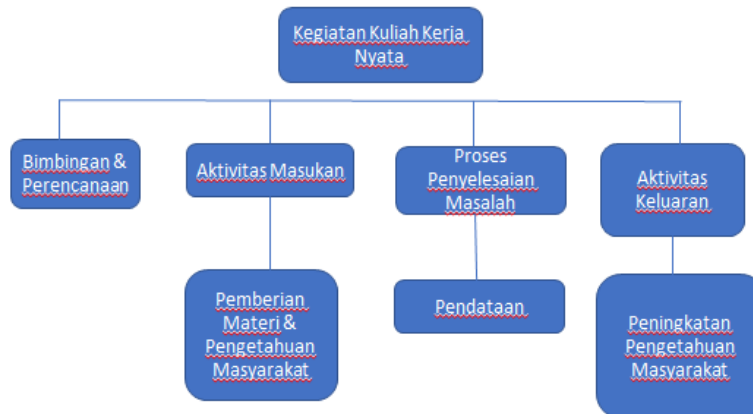 Kegiatan Kuliah Kerja
Nyata
Bimbingan &
Perencanaan
Aktivitas Masukan
Proses
Penyelesaian
Masalah
Aktivitas
Keluaran
Pemberian
Materi &
Pengetahuan
Masyarakat
Pendataan
Peningkatan
Pengetahuan
Masyarakat